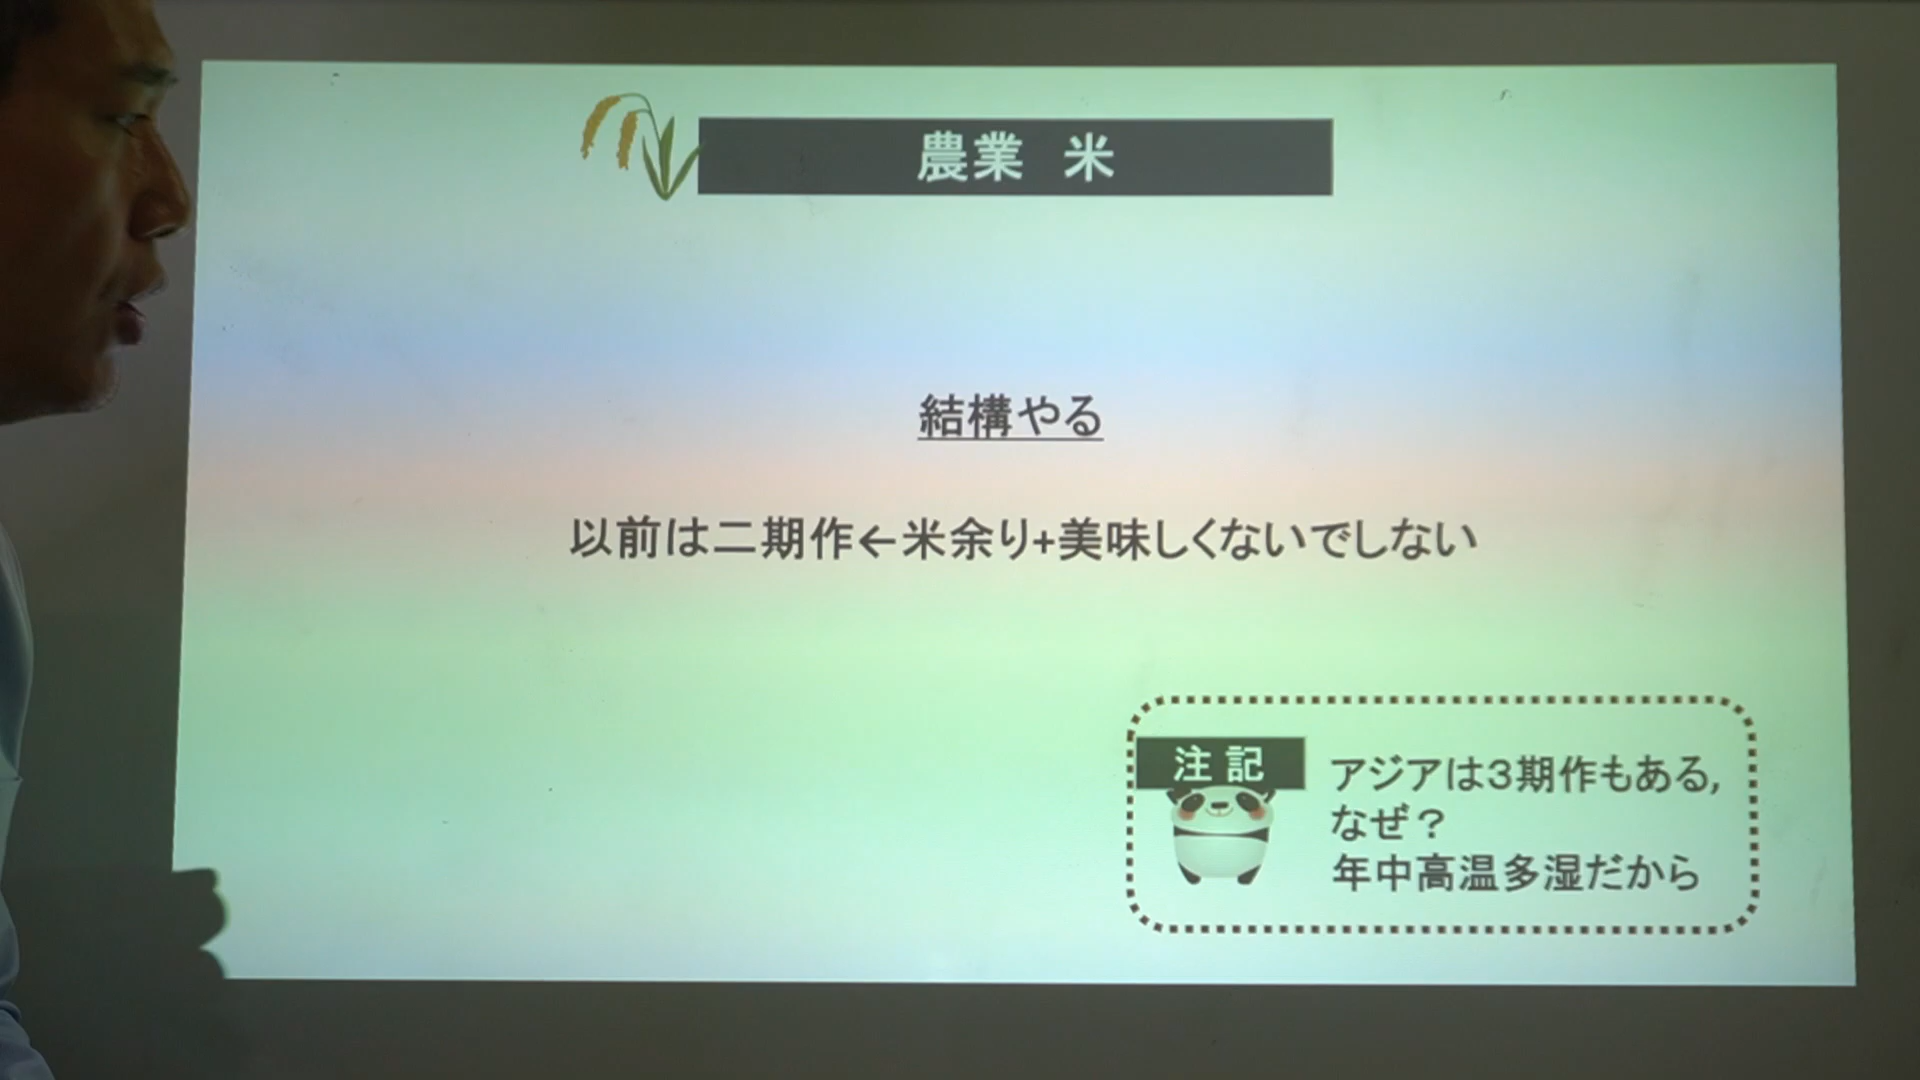 農業　米
結構やる
以前は二期作←米余り+美味しくないでしない
注記
アジアは３期作もある,
なぜ？
年中高温多湿だから